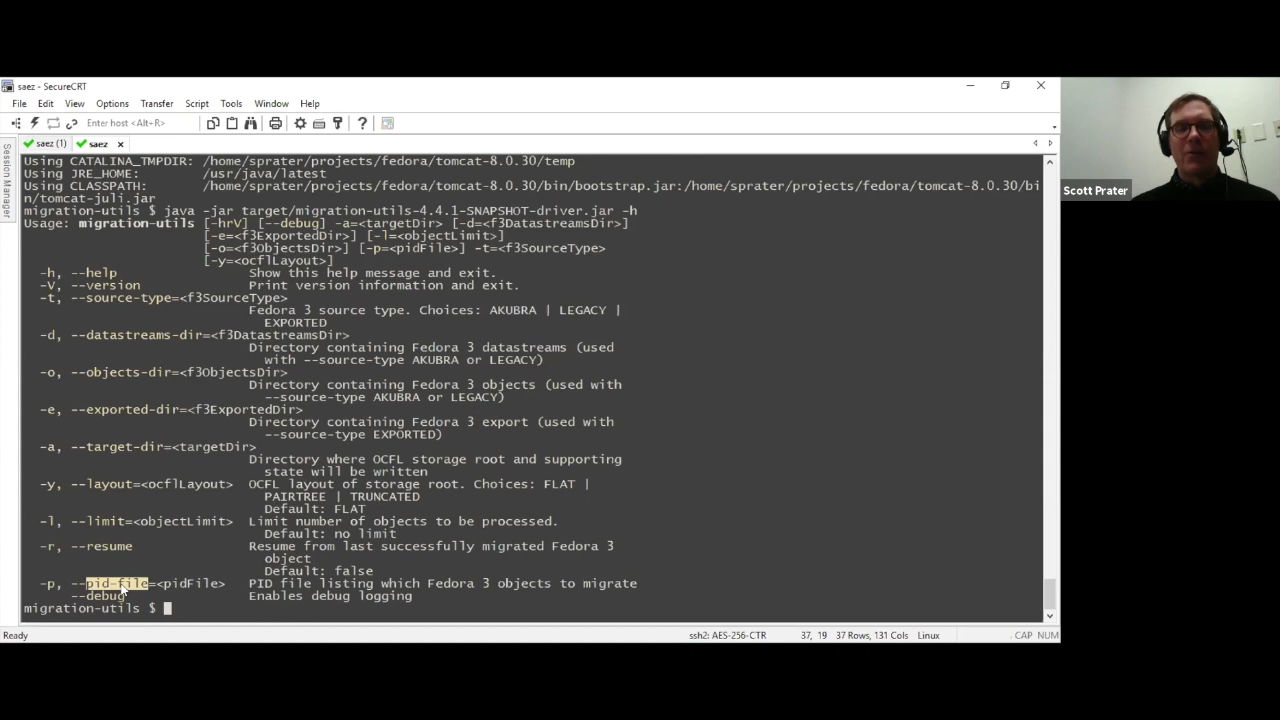 saez - SecureCRT
File Edit View Options Transfer Script Tools Window Help
Enter host <Alt+R>
saez (1) saez
Session Manager
Using CATALINA_TMPDIR: /home/sprater/projects/fedora/tomcat-8.0.30/temp
Using JRE_HOME: /usr/java/latest
Using CLASSPATH: /home/sprater/projects/fedora/tomcat-8.0.30/bin/bootstrap.jar:/home/sprater/projects/fedora/tomcat-8.0.30/bi
n/tomcat-juli.jar
migration-utils $ java -jar target/migration-utils-4.4.1-SNAPSHOT-driver.jar -h
Usage: migration-utils [-hrV] [--debug] -a=<targetDir> [-d=<f3DatastreamsDir>]
[-e=<f3ExportedDir>] [-l=<objectLimit>]
[-o=<f3ObjectsDir>] [-p=<pidFile>] -t=<f3SourceType>
[-y=<ocflLayout>]
-h, --help Show this help message and exit.
-V, --version Print version information and exit.
-t, --source-type=<f3SourceType>
Fedora 3 source type. Choices: AKUBRA | LEGACY |
EXPORTED
-d, --datastreams-dir=<f3DatastreamsDir>
Directory containing Fedora 3 datastreams (used
with --source-type AKUBRA or LEGACY)
-o, --objects-dir=<f3ObjectsDir>
Directory containing Fedora 3 objects (used with
--source-type AKUBRA or LEGACY)
-e, --exported-dir=<f3ExportedDir>
Directory containing Fedora 3 export (used with
--source-type EXPORTED)
-a, --target-dir=<targetDir>
Directory where OCFL storage root and supporting
state will be written
-y, --layout=<ocflLayout> OCFL layout of storage root. Choices: FLAT |
PAIRTREE | TRUNCATED
Default: FLAT
-l, --limit=<objectLimit> Limit number of objects to be processed.
Default: no limit
-r, --resume Resume from last successfully migrated Fedora 3
object
Default: false
-p, --pid-file=<pidFile> PID file listing which Fedora 3 objects to migrate
--debug Enables debug logging
migration-utils $
Ready ssh2: AES-256-CTR 37, 19 37 Rows, 131 Cols Linux CAP NUM
Scott Prater